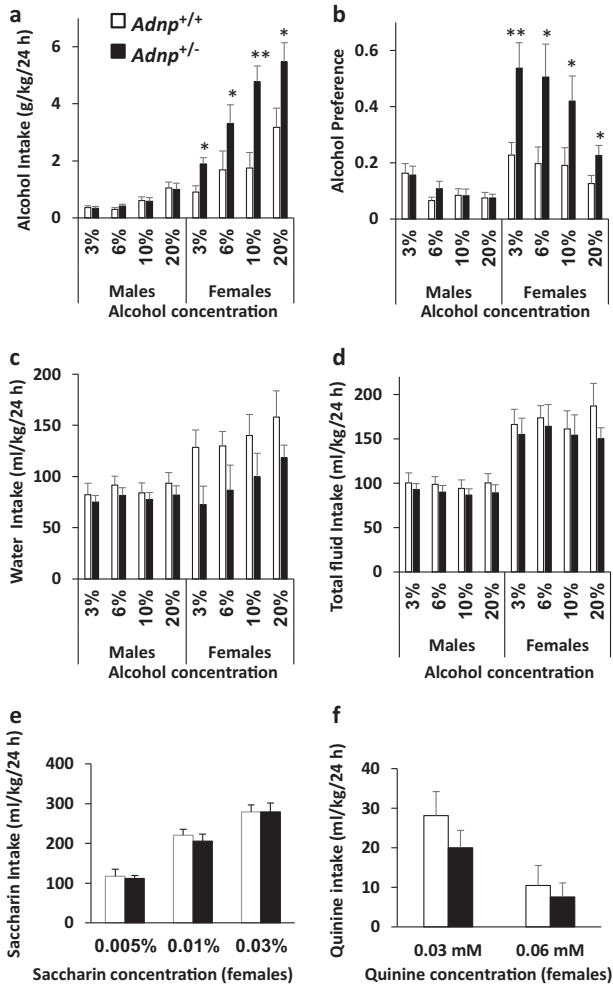 a
Adnp+/+
Adnp+/-
Alcohol Intake (g/kg/24 h)
6
4
2
0
*
*
**
*
3%
6%
10%
20%
3%
6%
10%
20%
Males
Females
Alcohol concentration
b
Alcohol Preference
0.6
0.4
0.2
0
**
*
*
*
3%
6%
10%
20%
3%
6%
10%
20%
Males
Females
Alcohol concentration
c
Water Intake (ml/kg/24 h)
200
150
100
50
0
3%
6%
10%
20%
3%
6%
10%
20%
Males
Females
Alcohol concentration
d
Total fluid Intake (ml/kg/24 h)
200
150
100
50
0
3%
6%
10%
20%
3%
6%
10%
20%
Males
Females
Alcohol concentration
e
Saccharin Intake (ml/kg/24 h)
400
300
200
100
0
0.005%
0.01%
0.03%
Saccharin concentration (females)
f
Quinine intake (ml/kg/24 h)
40
30
20
10
0
0.03 mM
0.06 mM
Quinine concentration (females)